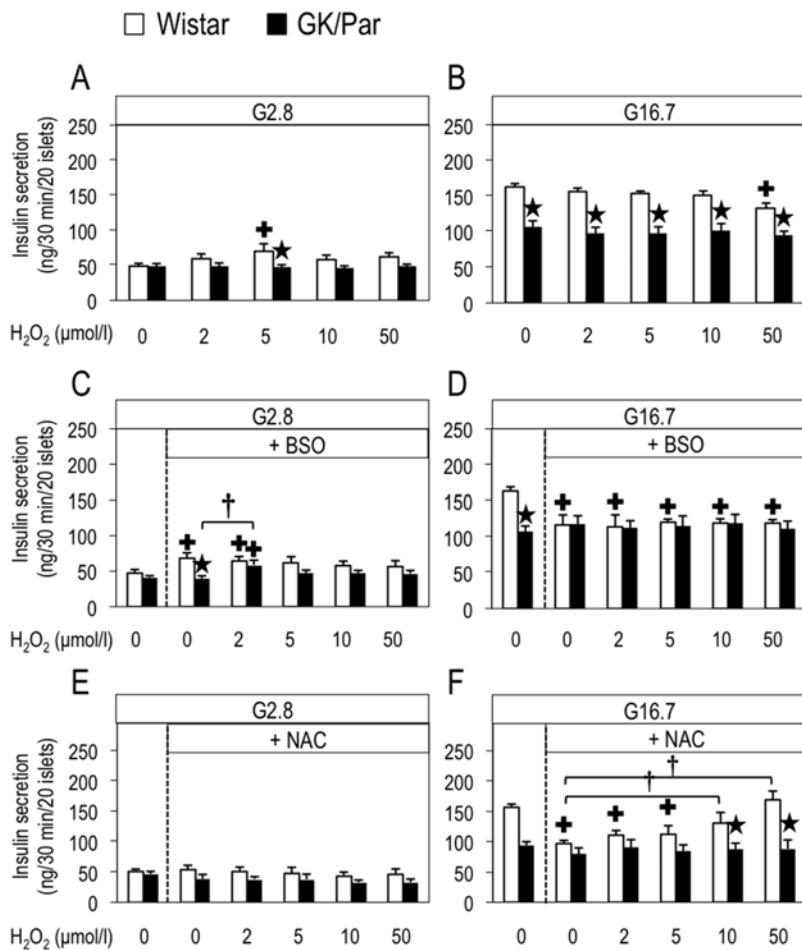 Wistar GK/Par
A B
G2.8 G16.7
250 250
200 200
150 150
100 100
50 50
0 0
Insulin secretion
(ng/30 min/20 islets)
✚ ★ ★ ★ ★ ★ ✚ ★
H₂O₂ (µmol/l) 0 2 5 10 50 0 2 5 10 50
C D
G2.8 G16.7
+ BSO + BSO
250 250
200 200
150 150
100 100
50 50
0 0
Insulin secretion
(ng/30 min/20 islets)
†
✚ ★ ✚ ✚ ★ ✚ ✚ ✚ ✚ ✚
H₂O₂ (µmol/l) 0 0 2 5 10 50 0 0 2 5 10 50
E F
G2.8 G16.7
+ NAC + NAC
250 250
200 200
150 150
100 100
50 50
0 0
Insulin secretion
(ng/30 min/20 islets)
†
†
✚ ✚ ✚ ★ ★
H₂O₂ (µmol/l) 0 0 2 5 10 50 0 0 2 5 10 50